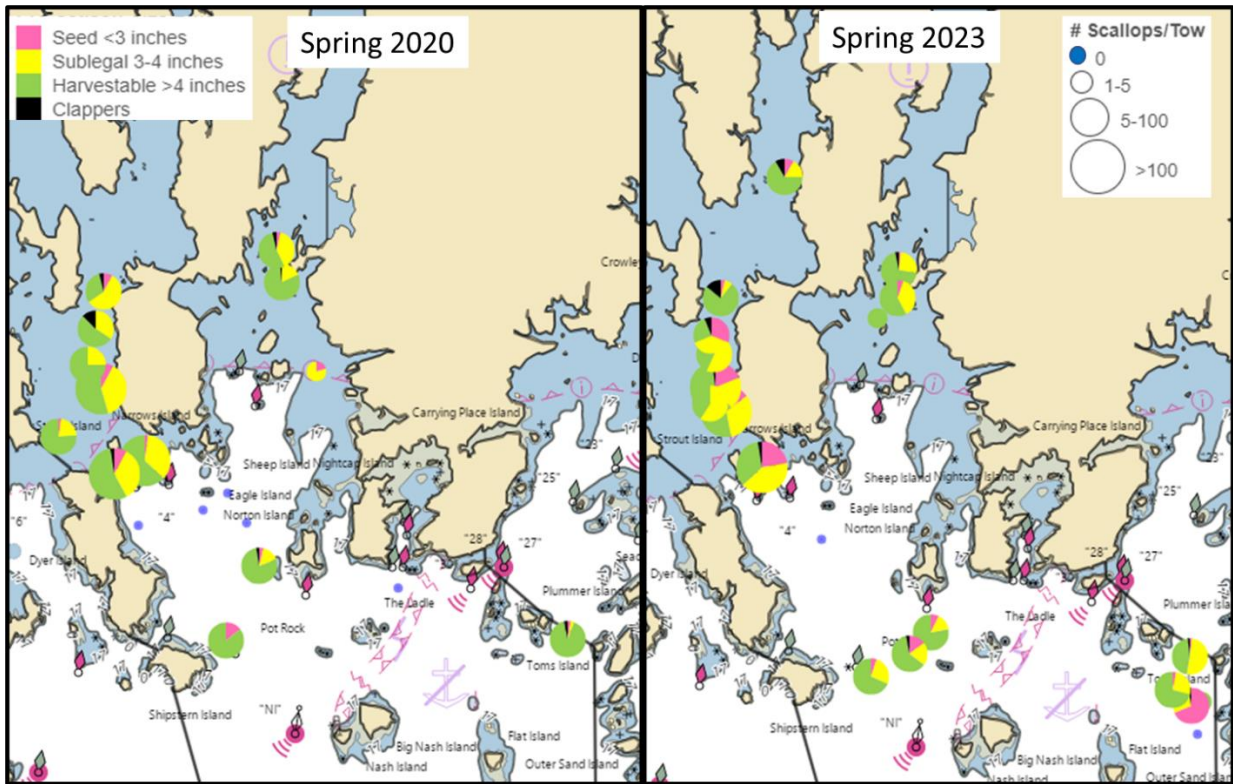 Seed <3 inches
Sublegal 3-4 inches
Harvestable >4 inches
Clappers
Spring 2020
Crowley
Narrows Island
Carrying Place Island
Sheep Island
Nightcap Island
"23"
"25"
Eagle Island
Norton Island
"6"
"4"
Dyer Island
"28"
"27"
Plummer Island
The Ladle
Pot Rock
Toms Island
Shipstern Island
"NI"
Flat Island
Big Nash Island
Nash Island
Outer Sand Island
Spring 2023
# Scallops/Tow
0
1-5
5-100
>100
Carrying Place Island
Strout Island
Sheep Island
Nightcap Island
"23"
"25"
Eagle Island
Norton Island
"4"
Dyer Island
"28"
"27"
Plummer Island
The Ladle
Shipstern Island
"NI"
Flat Island
Big Nash Island
Nash Island
Outer Sand Island